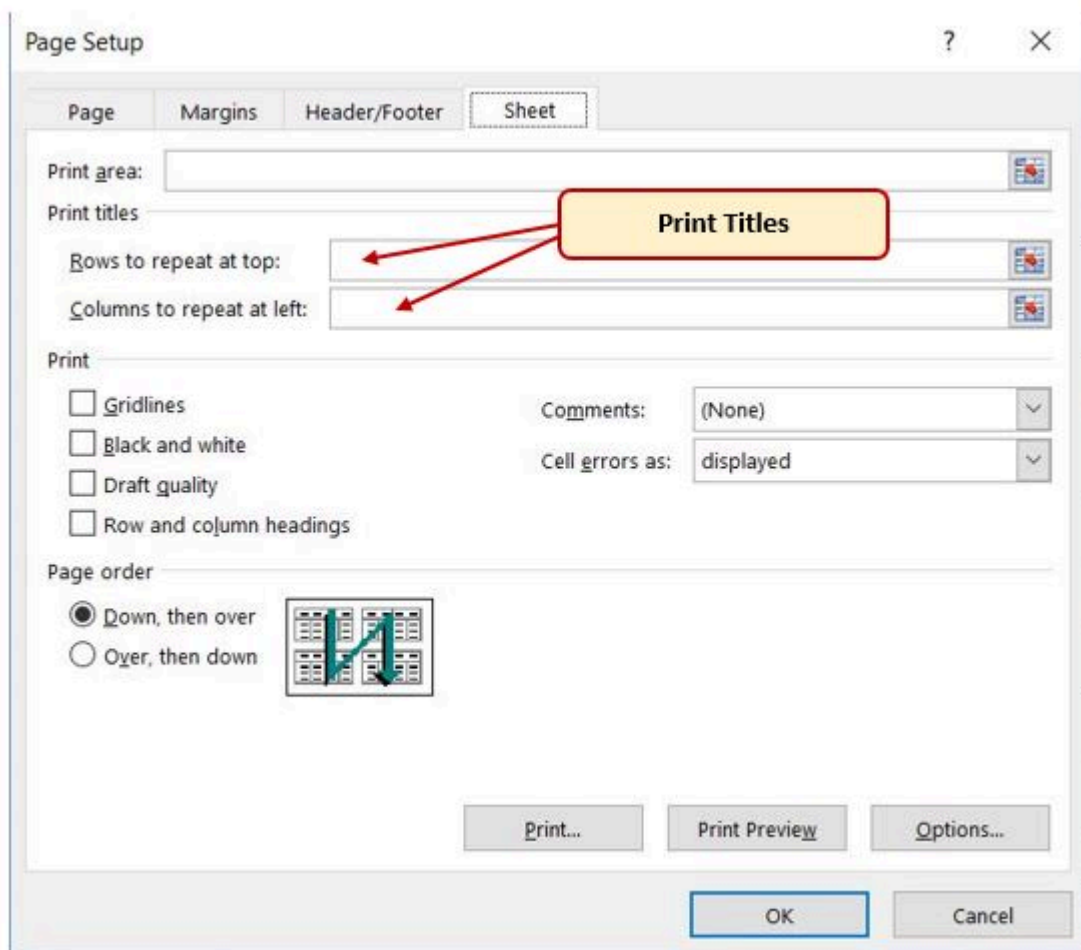 Page Setup ?
Page Margins Header/Footer Sheet
Print area:
Print titles
Print Titles
Rows to repeat at top:
Columns to repeat at left:
Print
Gridlines
Comments: (None)
Black and white
Cell errors as: displayed
Draft quality
Row and column headings
Page order
Down, then over
Over, then down
Print... Print Preview Options...
OK Cancel